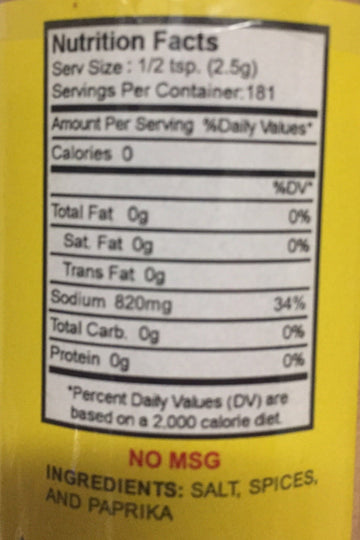 Nutrition Facts
Serv Size : 1/2 tsp. (2.5g)
Servings Per Container:181
Amount Per Serving %Daily Values*
Calories 0
%DV*
Total Fat 0g 0%
Sat. Fat 0g 0%
Trans Fat 0g
Sodium 820mg 34%
Total Carb. 0g 0%
Protein 0g 0%
*Percent Daily Values (DV) are
based on a 2,000 calorie diet.
NO MSG
INGREDIENTS: SALT, SPICES,
AND PAPRIKA